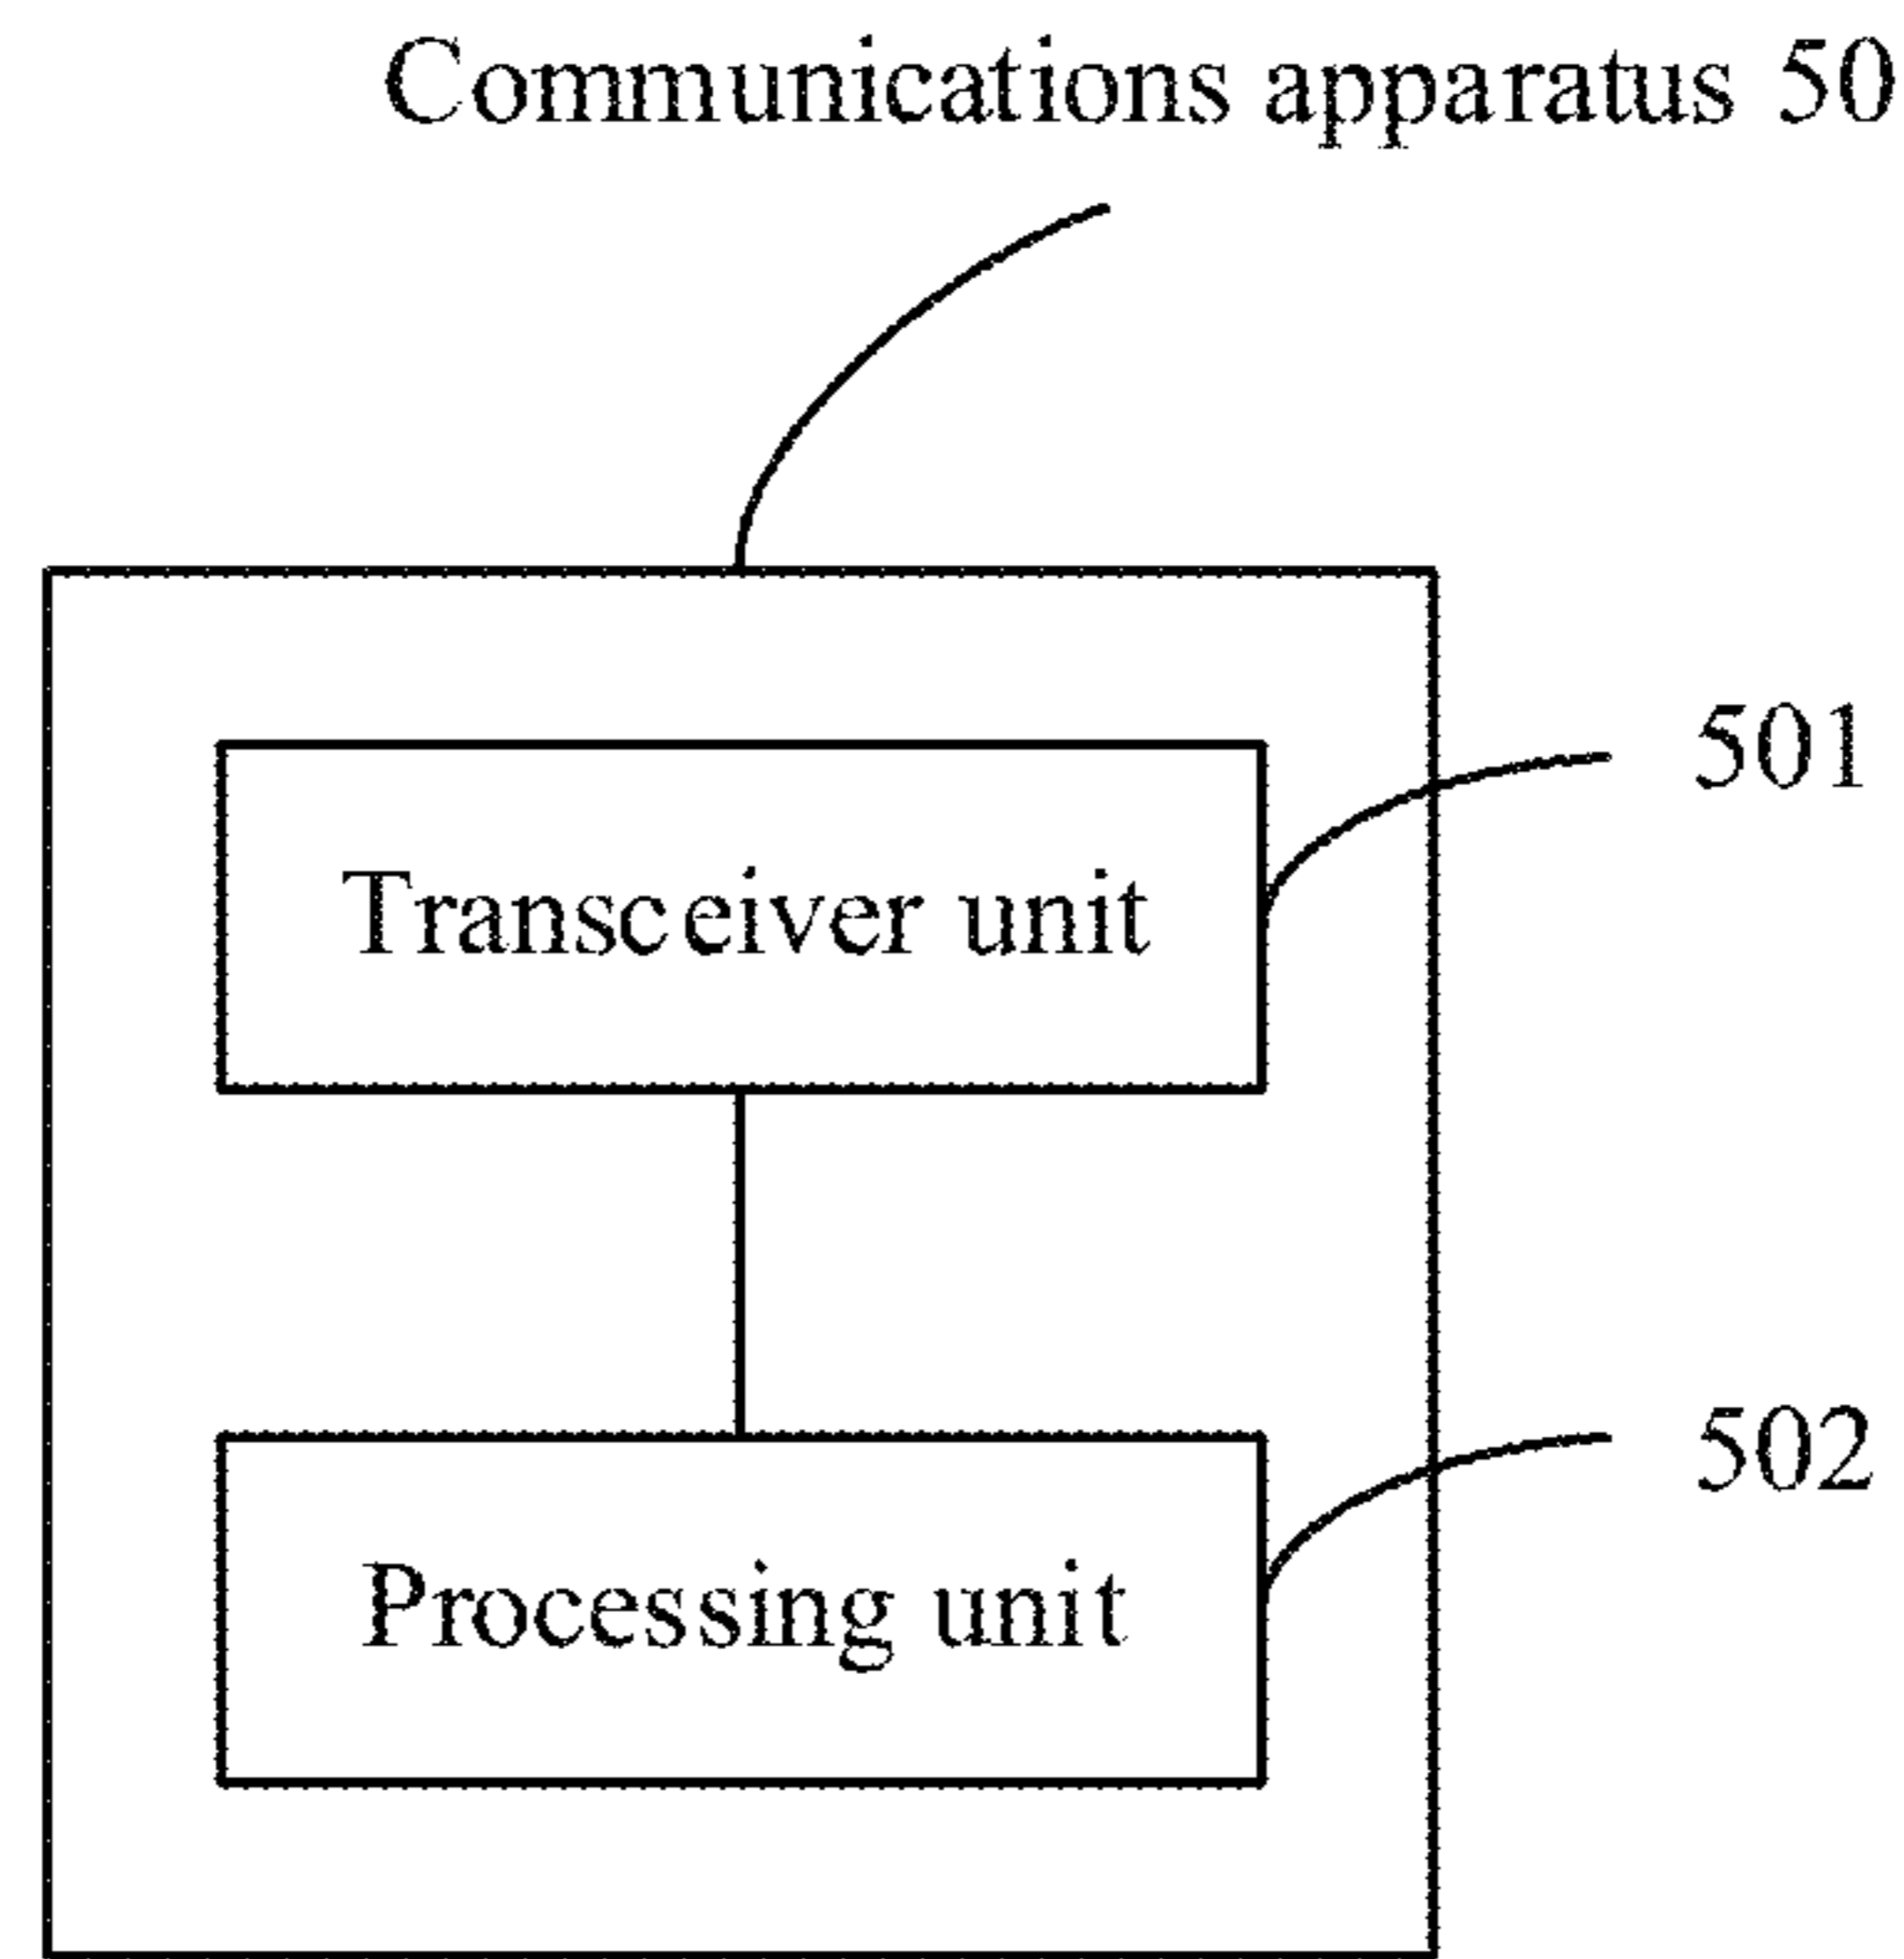 Communications apparatus 50
501
Transceiver unit
502
Processing unit